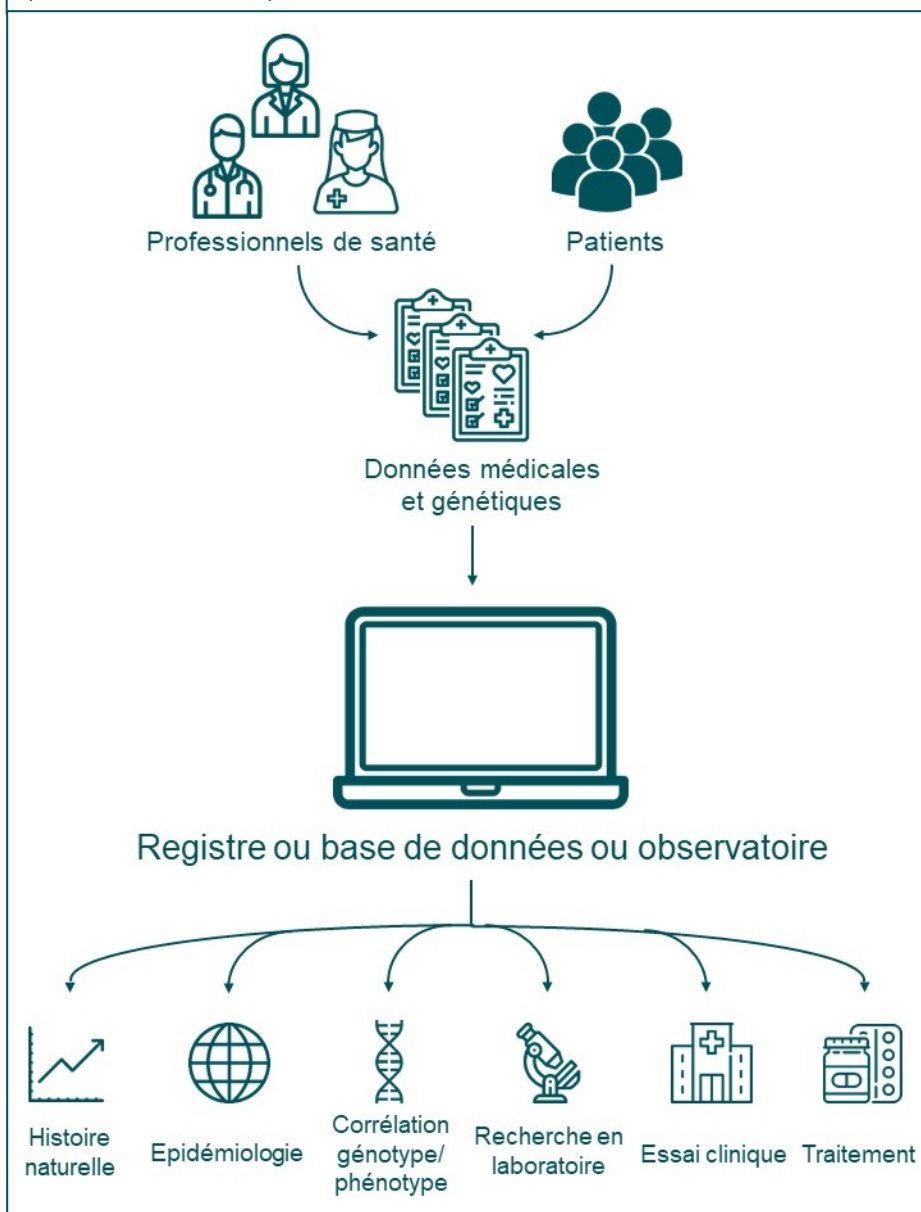 Professionnels de santé
Patients
Données médicales
et génétiques
Registre ou base de données ou observatoire
Histoire
naturelle
Epidémiologie
Corrélation
génotype/
phénotype
Recherche en
laboratoire
Essai clinique
Traitement